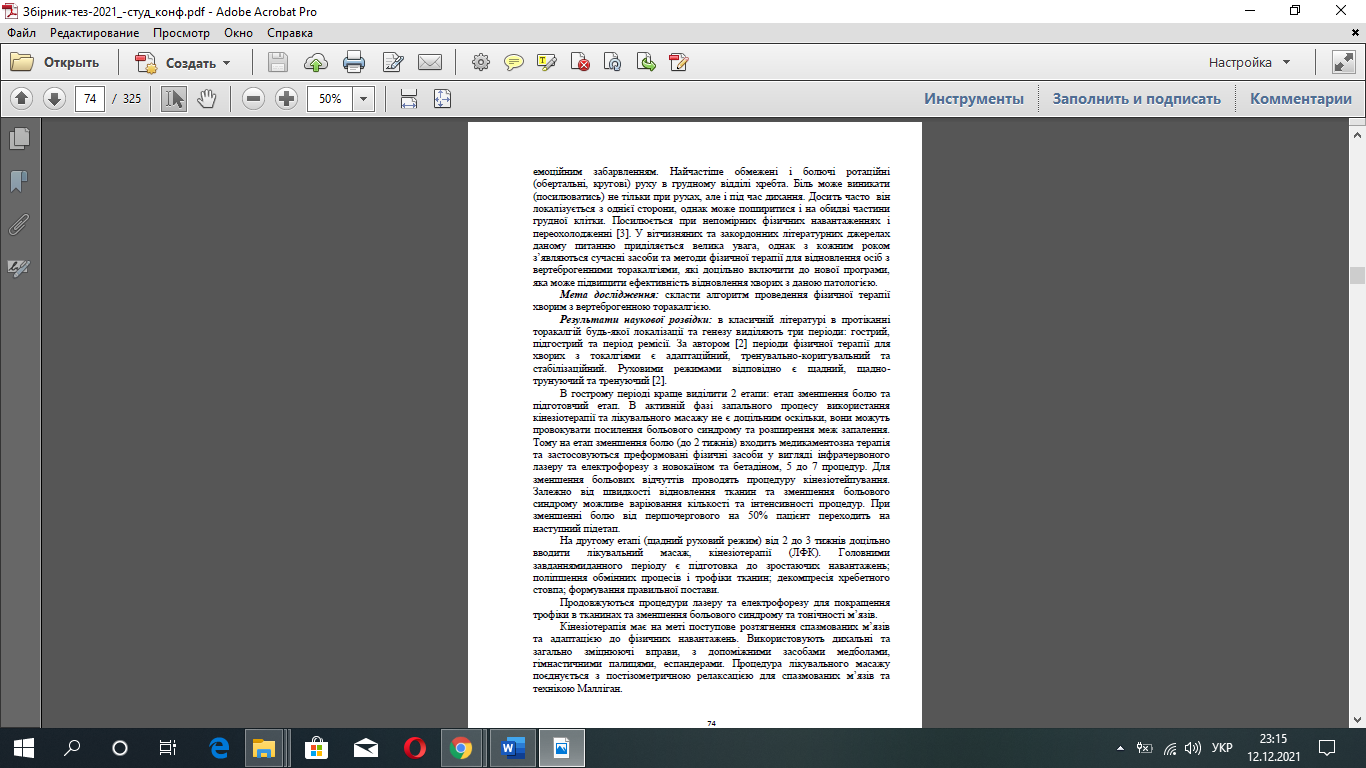 Збірник-тез-2021_-студ_конф.pdf - Adobe Acrobat Pro
Файл Редактирование Просмотр Окно Справка
Открыть Создать Настройка
74 / 325 50% Инструменты Заполнить и подписать Комментарии
емоційним забарвленням. Найчастіше обмежені і болючі ротаційні
(обертальні, кругові) руху в грудному відділі хребта. Біль може виникати
(посилюватись) не тільки при рухах, але і під час дихання. Досить часто він
локалізується з однієї сторони, однак може поширитися і на обидві частини
грудної клітки. Посилюється при непомірних фізичних навантаженнях і
переохолодженні [3]. У вітчизняних та закордонних літературних джерелах
даному питанню приділяється велика увага, однак з кожним роком
з’являються сучасні засоби та методи фізичної терапії для відновлення осіб з
вертеброгенними торакалгіями, які доцільно включити до нової програми,
яка може підвищити ефективність відновлення хворих з даною патологією.
Мета дослідження: скласти алгоритм проведення фізичної терапії
хворим з вертеброгенною торакалгією.
Результати наукової розвідки: в класичній літературі в протіканні
торакалгій будь-якої локалізації та генезу виділяють три періоди: гострий,
підгострий та період ремісії. За автором [2] періоди фізичної терапії для
хворих з токалгіями є адаптаційний, тренувально-коригувальний та
стабілізаційний. Руховими режимами відповідно є щадний, щадно-
трунуючий та тренуючий [2].
В гострому періоді краще виділити 2 етапи: етап зменшення болю та
підготовчий етап. В активній фазі запального процесу використання
кінезіотерапії та лікувального масажу не є доцільним оскільки, вони можуть
провокувати посилення больового синдрому та розширення меж запалення.
Тому на етап зменшення болю (до 2 тижнів) входить медикаментозна терапія
та застосовуються преформовані фізичні засоби у вигляді інфрачервоного
лазеру та електрофорезу з новокаїном та бетадіном, 5 до 7 процедур. Для
зменшення больових відчуттів проводять процедуру кінезіотейпування.
Залежно від швидкості відновлення тканин та зменшення больового
синдрому можливе варіювання кількості та інтенсивності процедур. При
зменшенні болю від першочергового на 50% пацієнт переходить на
наступний підетап.
На другому етапі (щадний руховий режим) від 2 до 3 тижнів доцільно
вводити лікувальний масаж, кінезіотерапії (ЛФК). Головними
завданнямиданного періоду є підготовка до зростаючих навантажень;
поліпшення обмінних процесів і трофіки тканин; декомпресія хребетного
стовпа; формування правильної постави.
Продовжуються процедури лазеру та електрофорезу для покращення
трофіки в тканинах та зменшення больового синдрому та тонічності м’язів.
Кінезіотерапія має на меті поступове розтягнення спазмованих м’язів
та адаптацією до фізичних навантажень. Використовують дихальні та
загально зміцнюючі вправи, з допоміжними засобами медболами,
гімнастичними палицями, еспандерами. Процедура лікувального масажу
поєднується з постізометричною релаксацією для спазмованих м’язів та
технікою Малліган.
74
УКР 23:15
12.12.2021